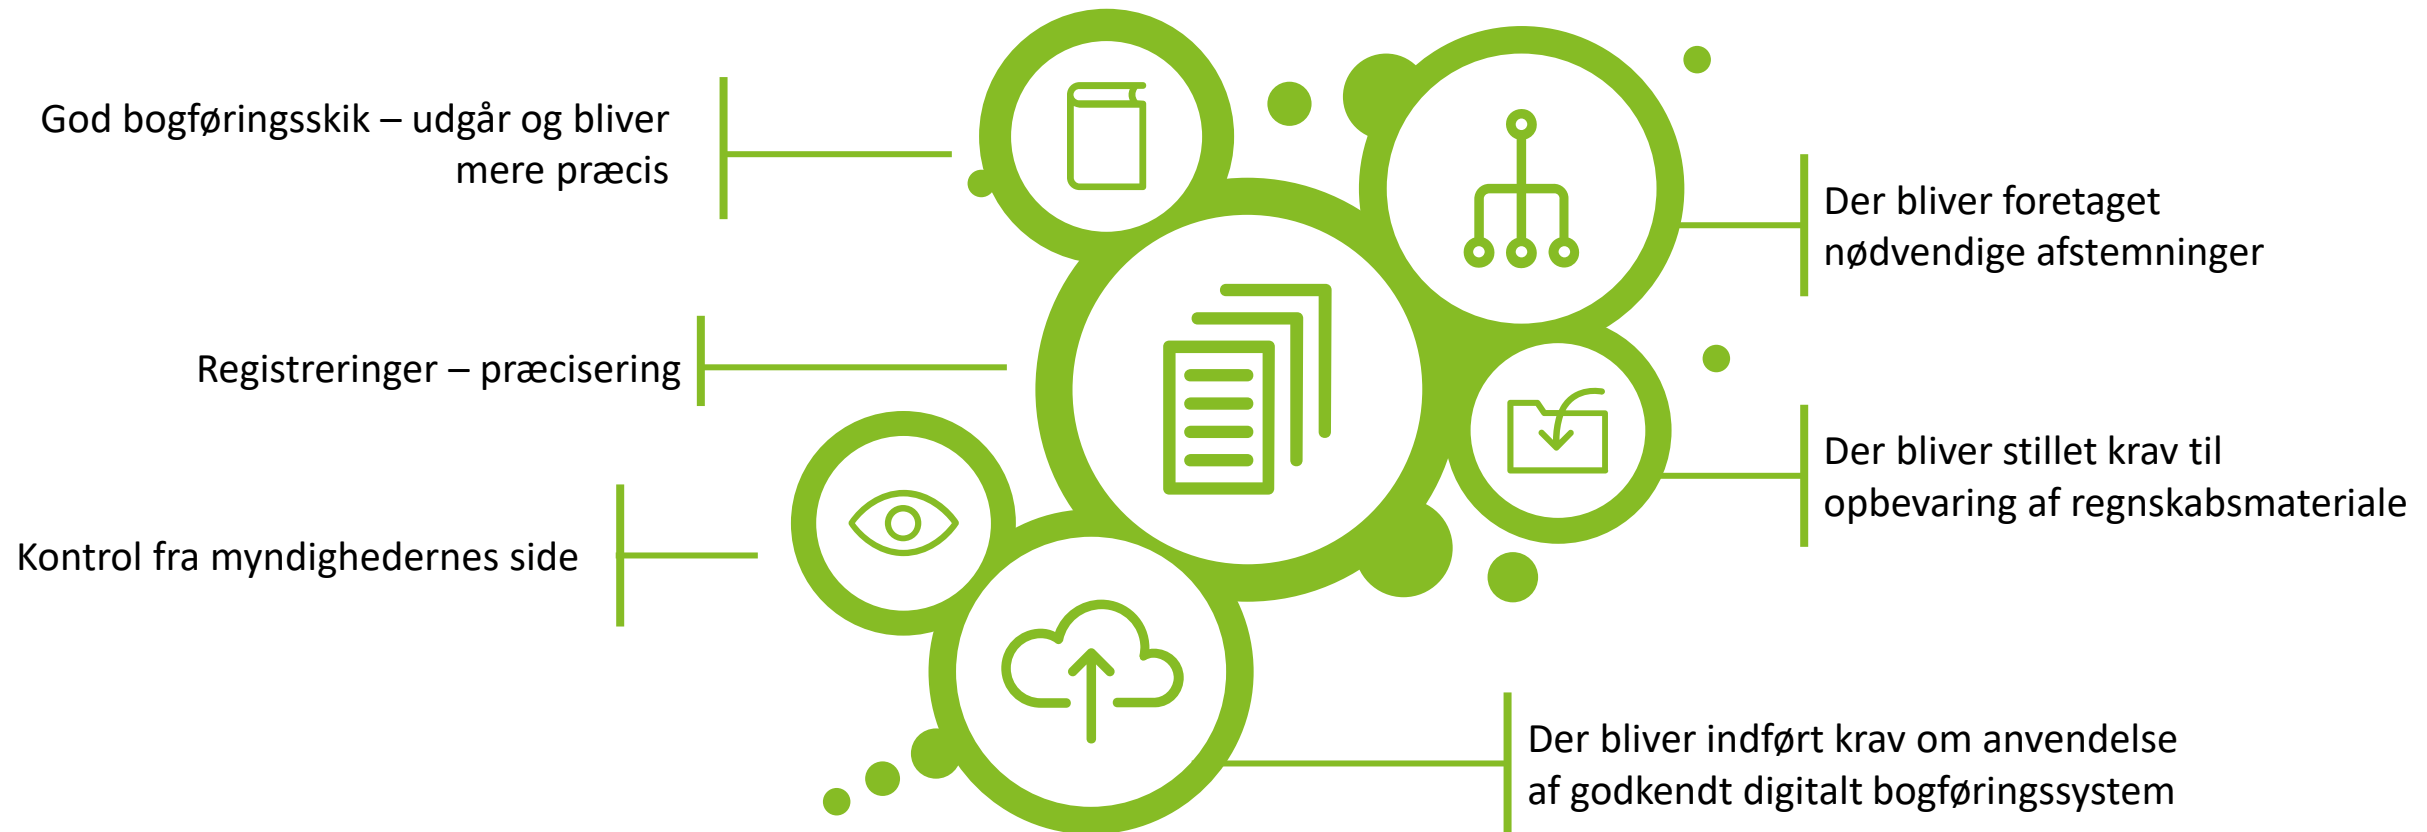 God bogføringsskik – udgår og bliver
mere præcis
Registreringer – præcisering
Kontrol fra myndighedernes side
Der bliver foretaget
nødvendige afstemninger
Der bliver stillet krav til
opbevaring af regnskabsmateriale
Der bliver indført krav om anvendelse
af godkendt digitalt bogføringssystem